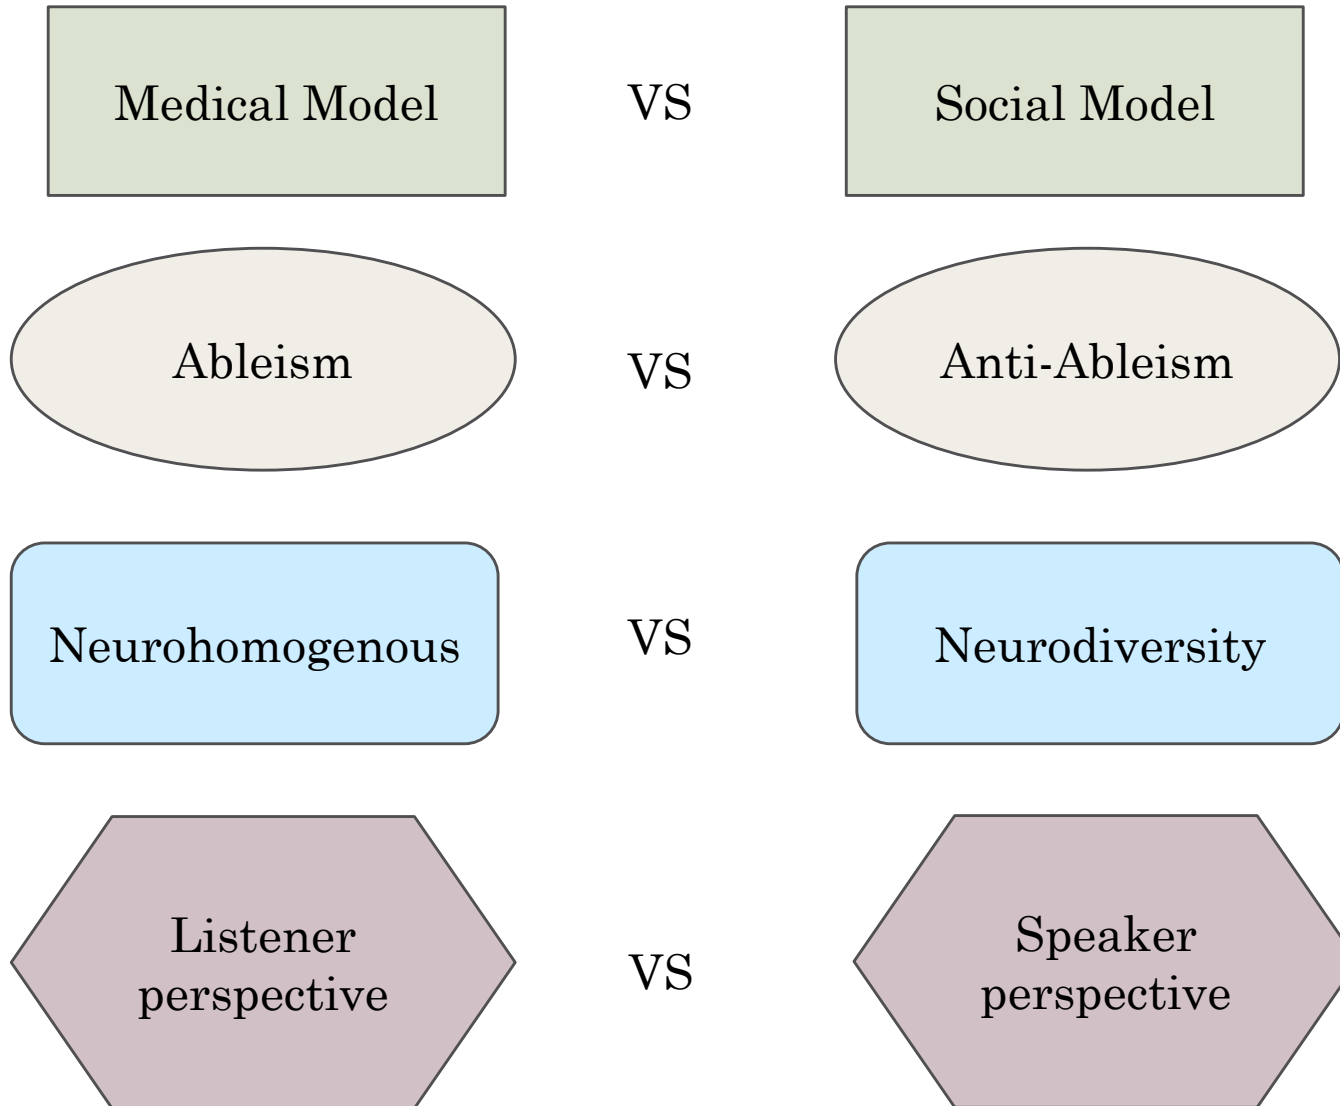 Medical Model VS Social Model
Ableism VS Anti-Ableism
Neurohomogenous VS Neurodiversity
Listener
perspective
VS
Speaker
perspective